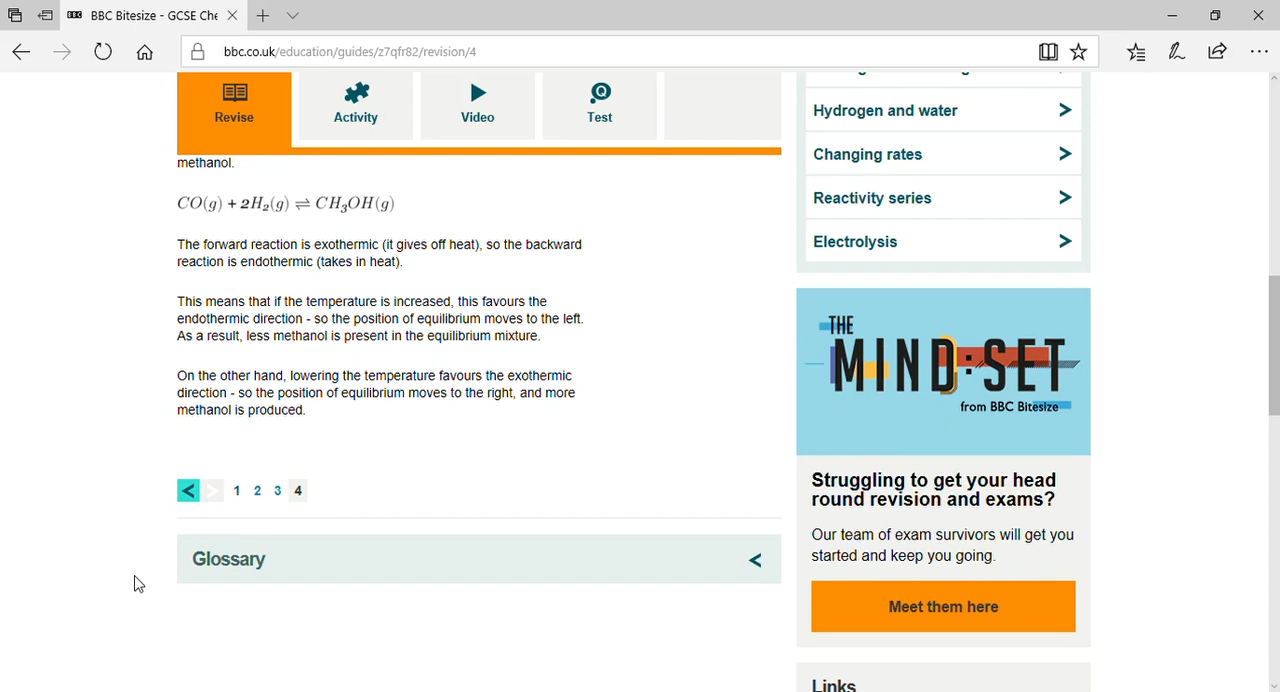 BBC Bitesize - GCSE Che
bbc.co.uk/education/guides/z7qfr82/revision/4
Revise
Activity
Video
Test
methanol.
CO(g) + 2H₂(g) ⇌ CH₃OH(g)
The forward reaction is exothermic (it gives off heat), so the backward
reaction is endothermic (takes in heat).
This means that if the temperature is increased, this favours the
endothermic direction - so the position of equilibrium moves to the left.
As a result, less methanol is present in the equilibrium mixture.
On the other hand, lowering the temperature favours the exothermic
direction - so the position of equilibrium moves to the right, and more
methanol is produced.
< > 1 2 3 4
Glossary
Hydrogen and water
Changing rates
Reactivity series
Electrolysis
THE
MIND:SET
from BBC Bitesize
Struggling to get your head
round revision and exams?
Our team of exam survivors will get you
started and keep you going.
Meet them here
Links